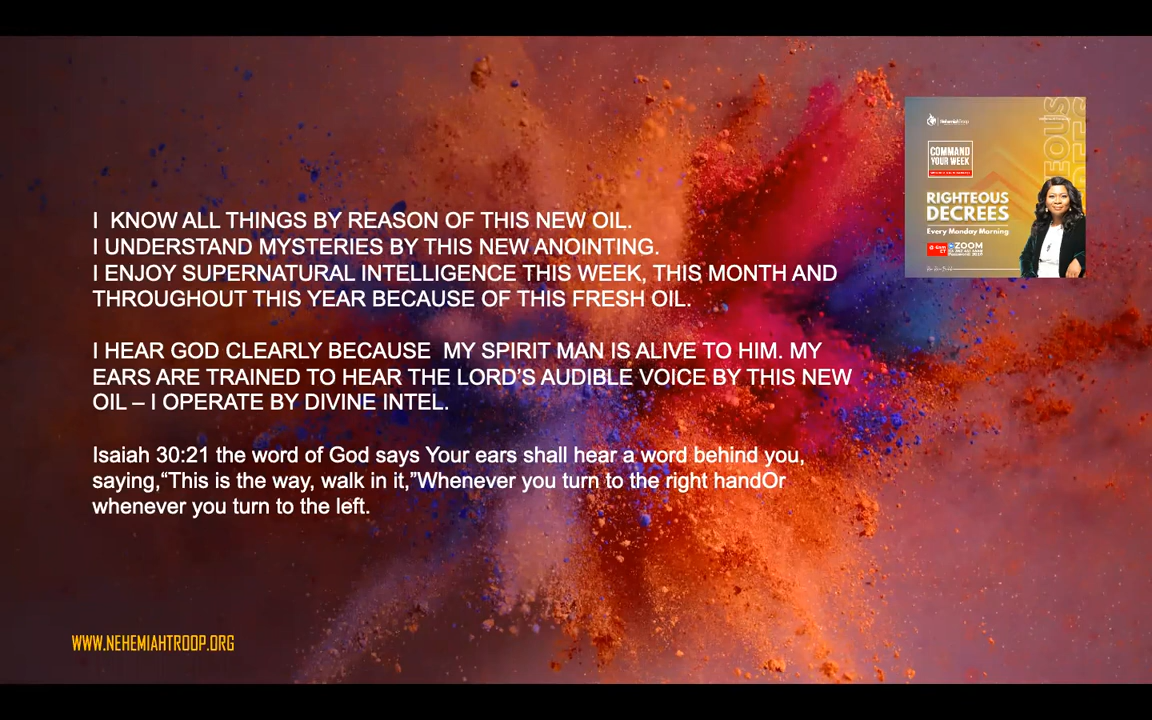 I  KNOW ALL THINGS BY REASON OF THIS NEW OIL.
I UNDERSTAND MYSTERIES BY THIS NEW ANOINTING.
I ENJOY SUPERNATURAL INTELLIGENCE THIS WEEK, THIS MONTH AND
THROUGHOUT THIS YEAR BECAUSE OF THIS FRESH OIL.
I HEAR GOD CLEARLY BECAUSE  MY SPIRIT MAN IS ALIVE TO HIM. MY
EARS ARE TRAINED TO HEAR THE LORD’S AUDIBLE VOICE BY THIS NEW
OIL – I OPERATE BY DIVINE INTEL.
Isaiah 30:21 the word of God says Your ears shall hear a word behind you,
saying,“This is the way, walk in it,”Whenever you turn to the right handOr
whenever you turn to the left.
WWW.NEHEMIAHTROOP.ORG
NehemiahTroop
COMMAND
YOUR WEEK
RIGHTEOUS
DECREES
Every Monday Morning
ZOOM